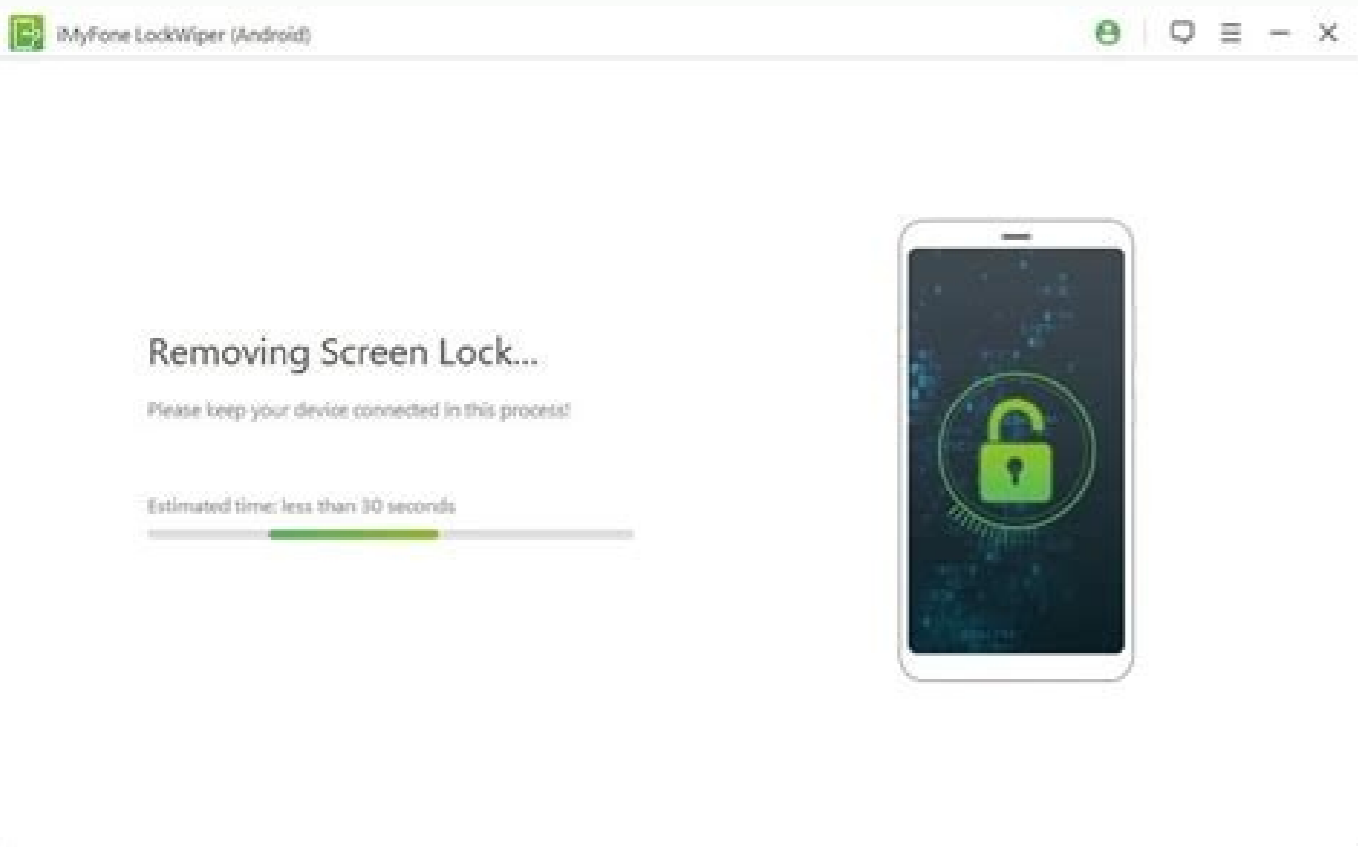 iMyFone LockWiper (Android)
Removing Screen Lock...
Please keep your device connected in this process!
Estimated time: less than 30 seconds